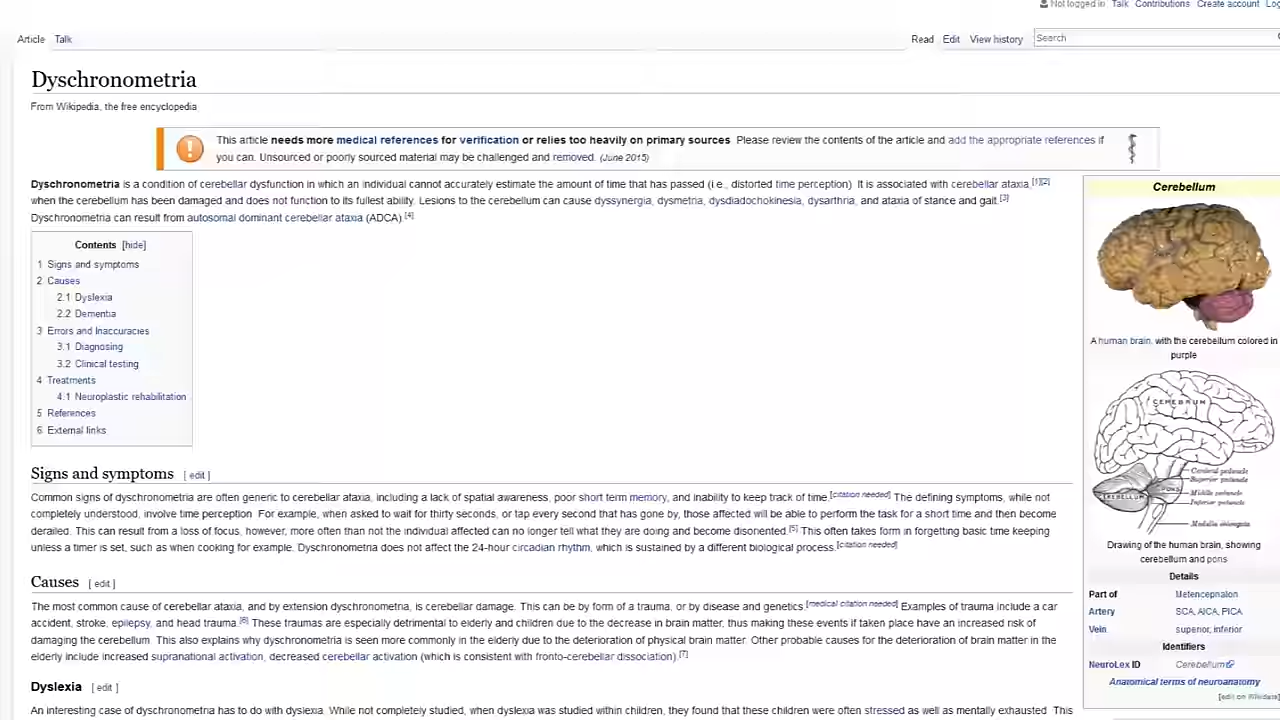 Not logged in Talk Contributions Create account Log
Article Talk
Read Edit View history Search
Dyschronometria
From Wikipedia, the free encyclopedia
This article needs more medical references for verification or relies too heavily on primary sources Please review the contents of the article and add the appropriate references if
you can. Unsourced or poorly sourced material may be challenged and removed. (June 2015)
Dyschronometria is a condition of cerebellar dysfunction in which an individual cannot accurately estimate the amount of time that has passed (i.e., distorted time perception) It is associated with cerebellar ataxia,[1][2]
when the cerebellum has been damaged and does not function to its fullest ability. Lesions to the cerebellum can cause dyssynergia, dysmetria, dysdiadochokinesia, dysarthria, and ataxia of stance and gait.[3]
Dyschronometria can result from autosomal dominant cerebellar ataxia (ADCA).[4]
Contents [hide]
1 Signs and symptoms
2 Causes
2.1 Dyslexia
2.2 Dementia
3 Errors and Inaccuracies
3.1 Diagnosing
3.2 Clinical testing
4 Treatments
4.1 Neuroplastic rehabilitation
5 References
6 External links
Signs and symptoms [ edit ]
Common signs of dyschronometria are often generic to cerebellar ataxia, including a lack of spatial awareness, poor short term memory, and inability to keep track of time.[citation needed] The defining symptoms, while not
completely understood, involve time perception For example, when asked to wait for thirty seconds, or tap every second that has gone by, those affected will be able to perform the task for a short time and then become
derailed. This can result from a loss of focus, however, more often than not the individual affected can no longer tell what they are doing and become disoriented.[5] This often takes form in forgetting basic time keeping
unless a timer is set, such as when cooking for example. Dyschronometria does not affect the 24-hour circadian rhythm, which is sustained by a different biological process.[citation needed]
Causes [ edit ]
The most common cause of cerebellar ataxia, and by extension dyschronometria, is cerebellar damage. This can be by form of a trauma, or by disease and genetics.[medical citation needed] Examples of trauma include a car
accident, stroke, epilepsy, and head trauma.[6] These traumas are especially detrimental to elderly and children due to the decrease in brain matter, thus making these events if taken place have an increased risk of
damaging the cerebellum. This also explains why dyschronometria is seen more commonly in the elderly due to the deterioration of physical brain matter. Other probable causes for the deterioration of brain matter in the
elderly include increased supranational activation, decreased cerebellar activation (which is consistent with fronto-cerebellar dissociation).[7]
Dyslexia [ edit ]
An interesting case of dyschronometria has to do with dyslexia. While not completely studied, when dyslexia was studied within children, they found that these children were often stressed as well as mentally exhausted This
Cerebellum
A human brain, with the cerebellum colored in
purple
CEREBRUM
Cerebral peduncle
Superior peduncle
PONS
Middle peduncle
CEREBELLUM
Inferior peduncle
Medulla oblongata
Drawing of the human brain, showing
cerebellum and pons
Details
Part of Metencephalon
Artery SCA, AICA, PICA
Vein superior, inferior
Identifiers
NeuroLex ID Cerebellum
Anatomical terms of neuroanatomy
[edit on Wikidata]